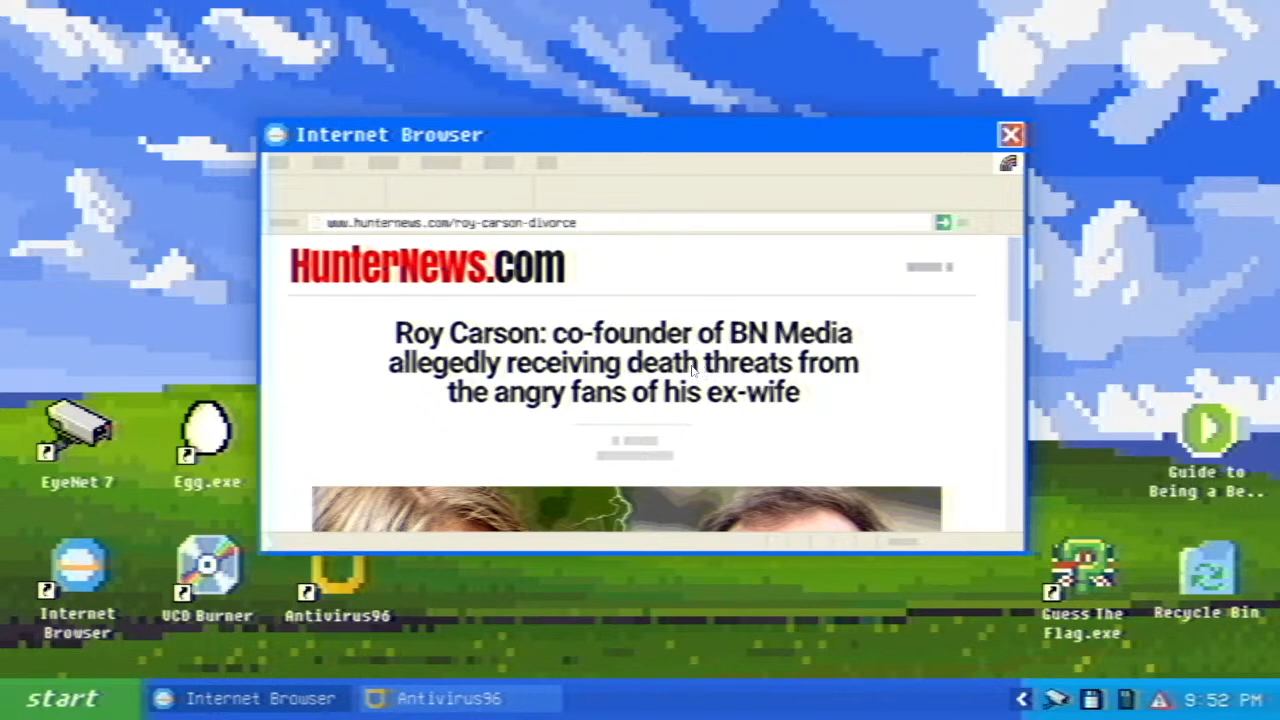 Internet Browser
www.hunternews.com/roy-carson-divorce
HunterNews.com
Roy Carson: co-founder of BN Media
allegedly receiving death threats from
the angry fans of his ex-wife
EyeNet 7
Egg.exe
Guide to
Being a Be..
Internet
Browser
VCD Burner
Antivirus96
Guess The
Flag.exe
Recycle Bin
start
Internet Browser
Antivirus96
9:52 PM